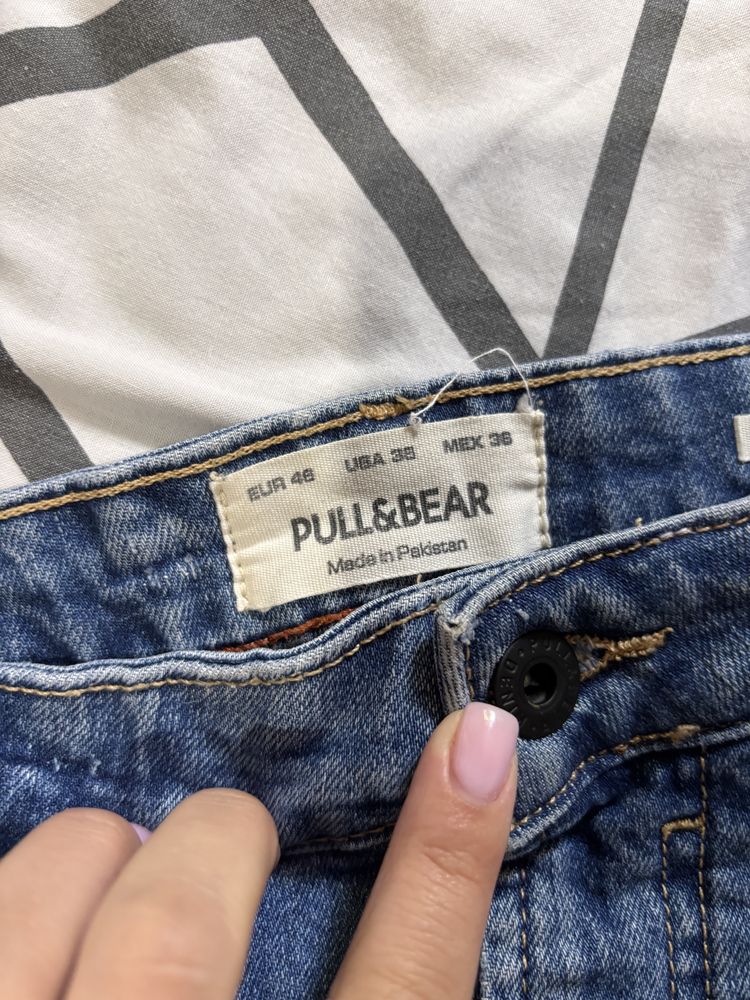 EUR 46 USA 36 MEX 36
PULL&BEAR
Made in Pakistan